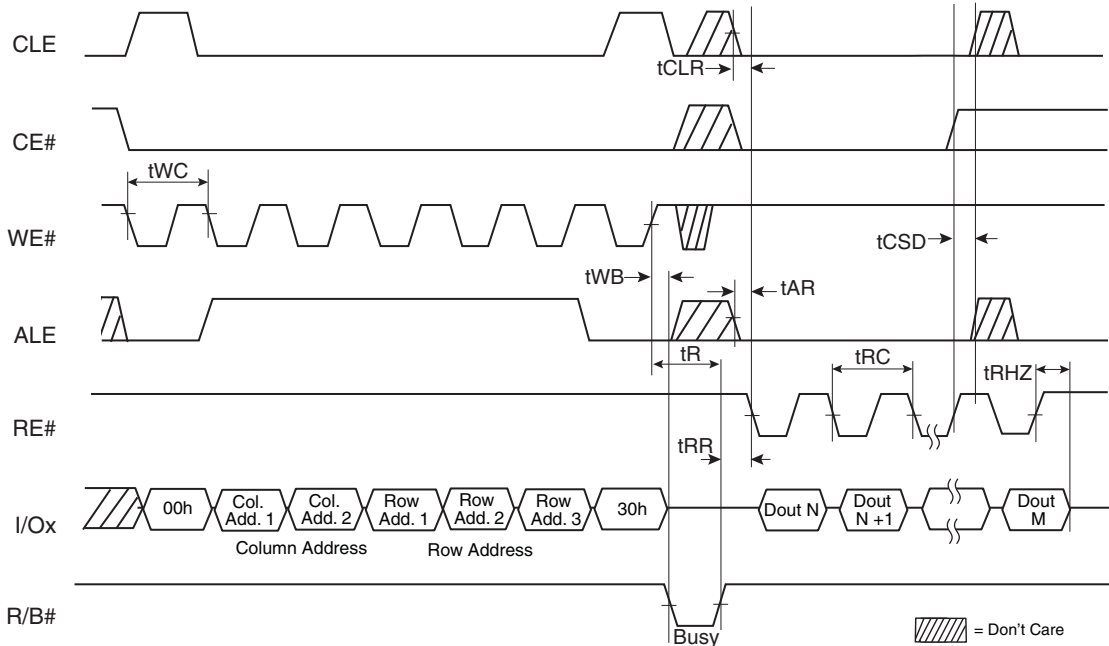 CLE
tCLR
CE#
tWC
WE#
tCSD
tWB
tAR
ALE
tR
tRC
tRHZ
RE#
tRR
I/Ox
00h
Col.
Add. 1
Col.
Add. 2
Row
Add. 1
Row
Add. 2
Row
Add. 3
30h
Dout N
Dout
N +1
Dout
M
Column Address
Row Address
R/B#
Busy
= Don't Care